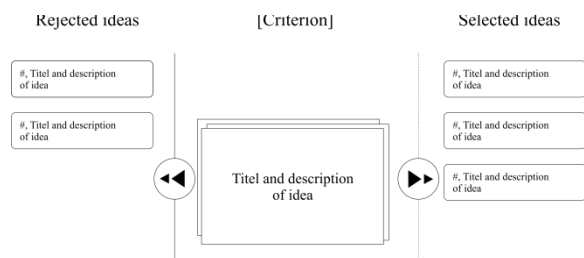 Rejected ideas
[Criterion]
Selected ideas
#, Titel and description
of idea
#, Titel and description
of idea
Titel and description
of idea
#, Titel and description
of idea
#, Titel and description
of idea
#, Titel and description
of idea